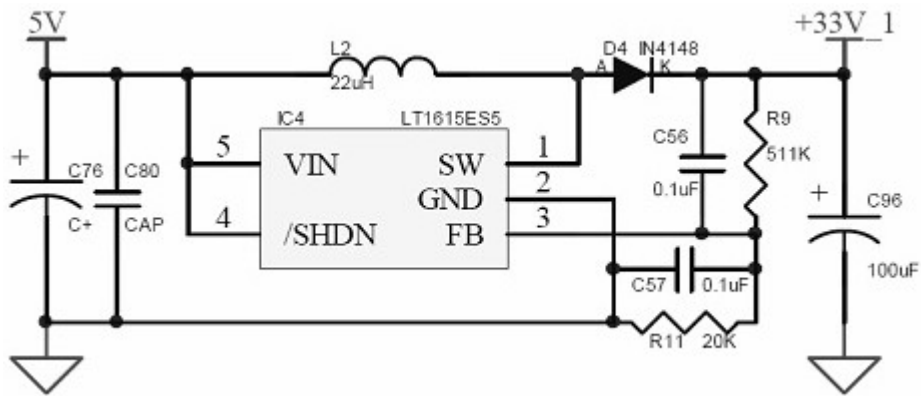 5V
+33V_1
L2
22uH
D4
IN4148
A
K
IC4
LT1615ES5
5
VIN
SW
1
GND
2
4
/SHDN
FB
3
+
C76
C+
C80
CAP
C56
0.1uF
R9
511K
+
C96
100uF
C57
0.1uF
R11
20K